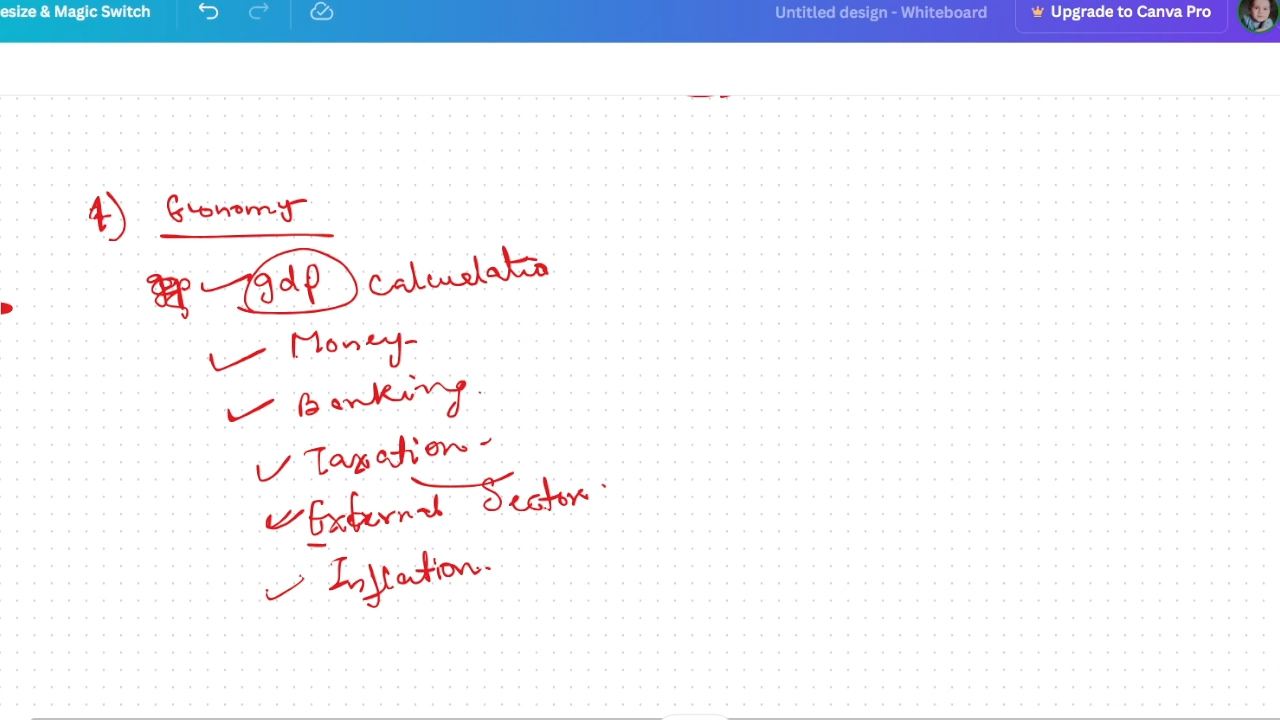 esize & Magic Switch
Untitled design - Whiteboard
Upgrade to Canva Pro
1) Economy
gdp calculatio
Money-
Banking.
Taxation -
External Sector.
Inflation.